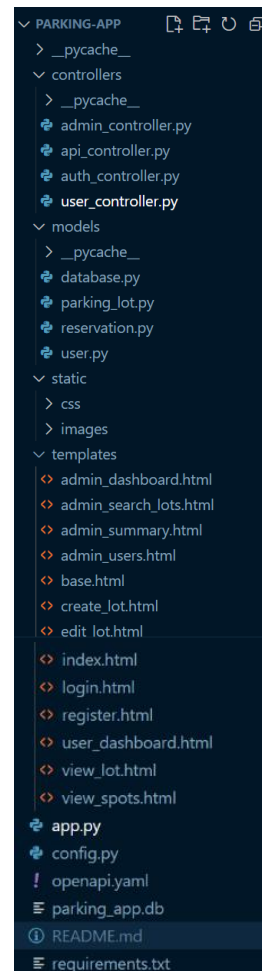 PARKING-APP
__pycache__
controllers
__pycache__
admin_controller.py
api_controller.py
auth_controller.py
user_controller.py
models
__pycache__
database.py
parking_lot.py
reservation.py
user.py
static
css
images
templates
admin_dashboard.html
admin_search_lots.html
admin_summary.html
admin_users.html
base.html
create_lot.html
edit_lot.html
index.html
login.html
register.html
user_dashboard.html
view_lot.html
view_spots.html
app.py
config.py
openapi.yaml
parking_app.db
README.md
requirements.txt